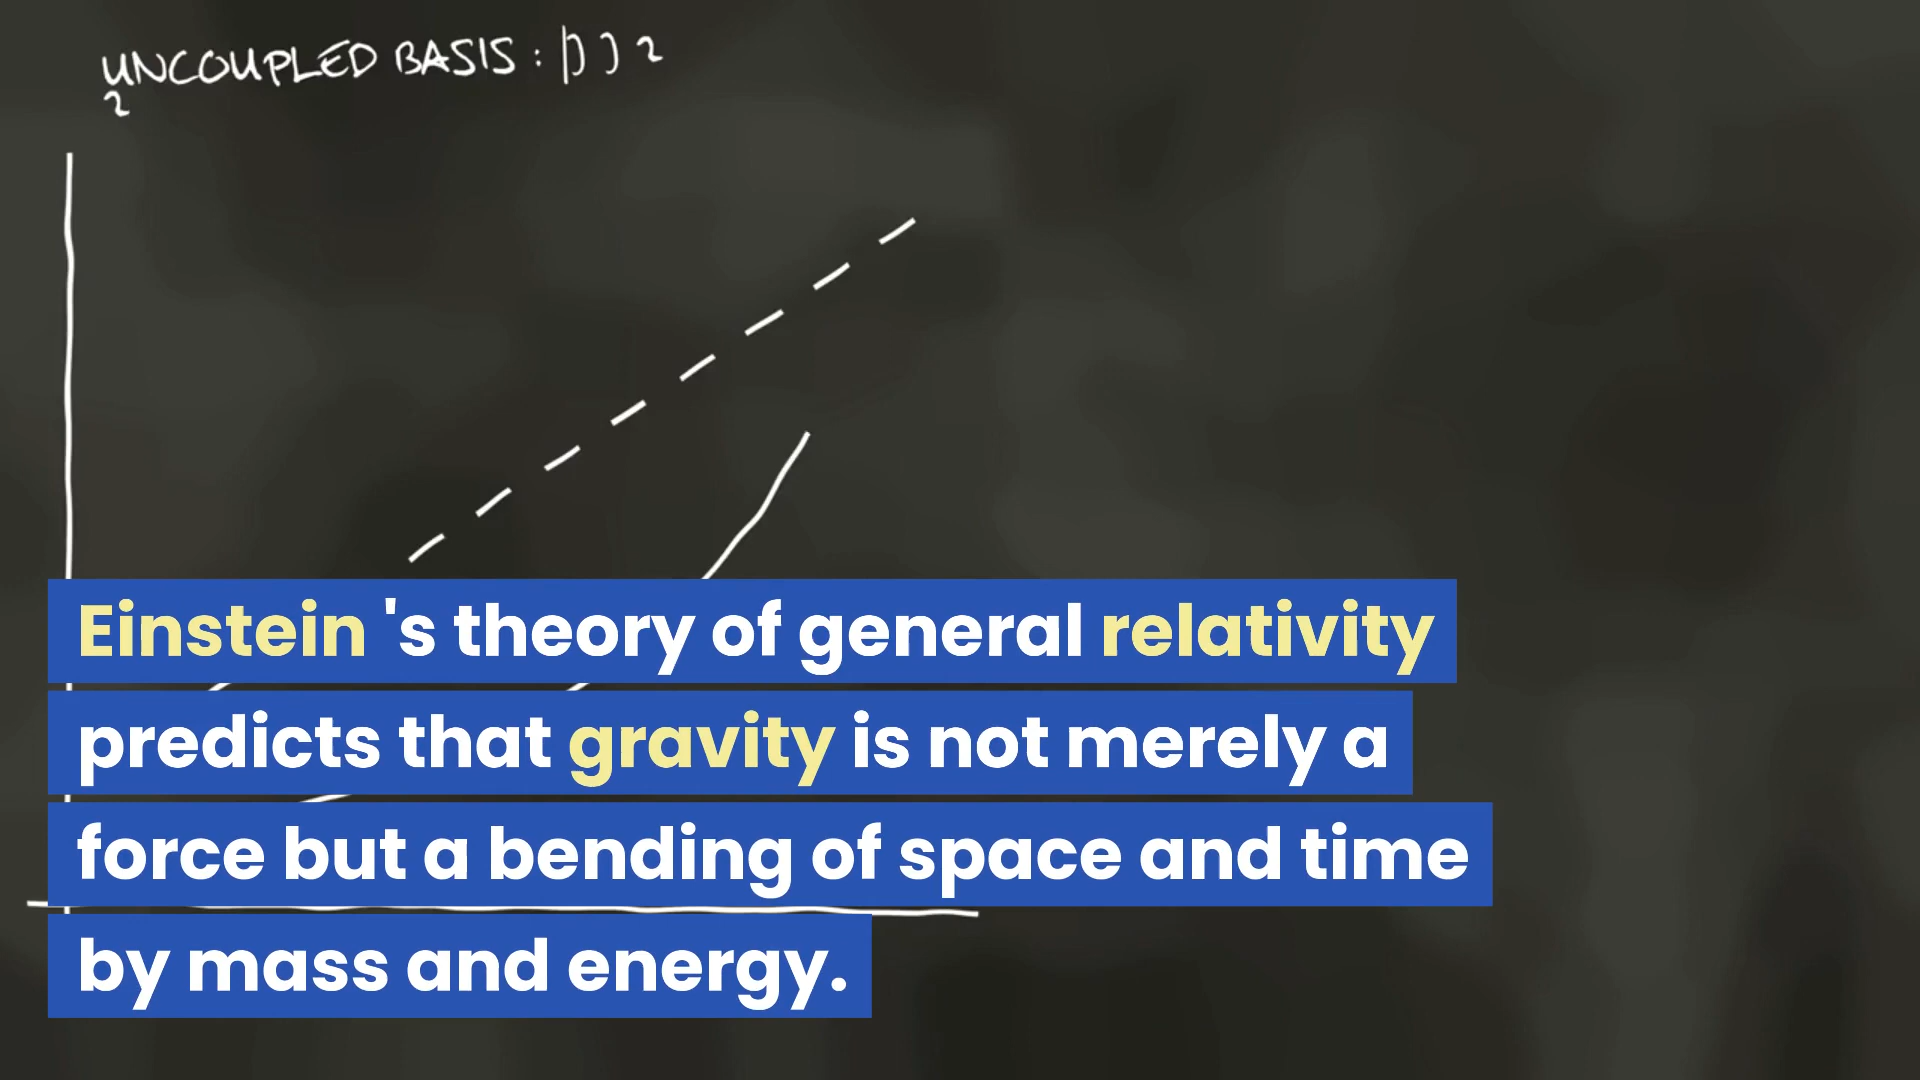 UNCOUPLED BASIS :
2
Einstein 's theory of general relativity
predicts that gravity is not merely a
force but a bending of space and time
by mass and energy.